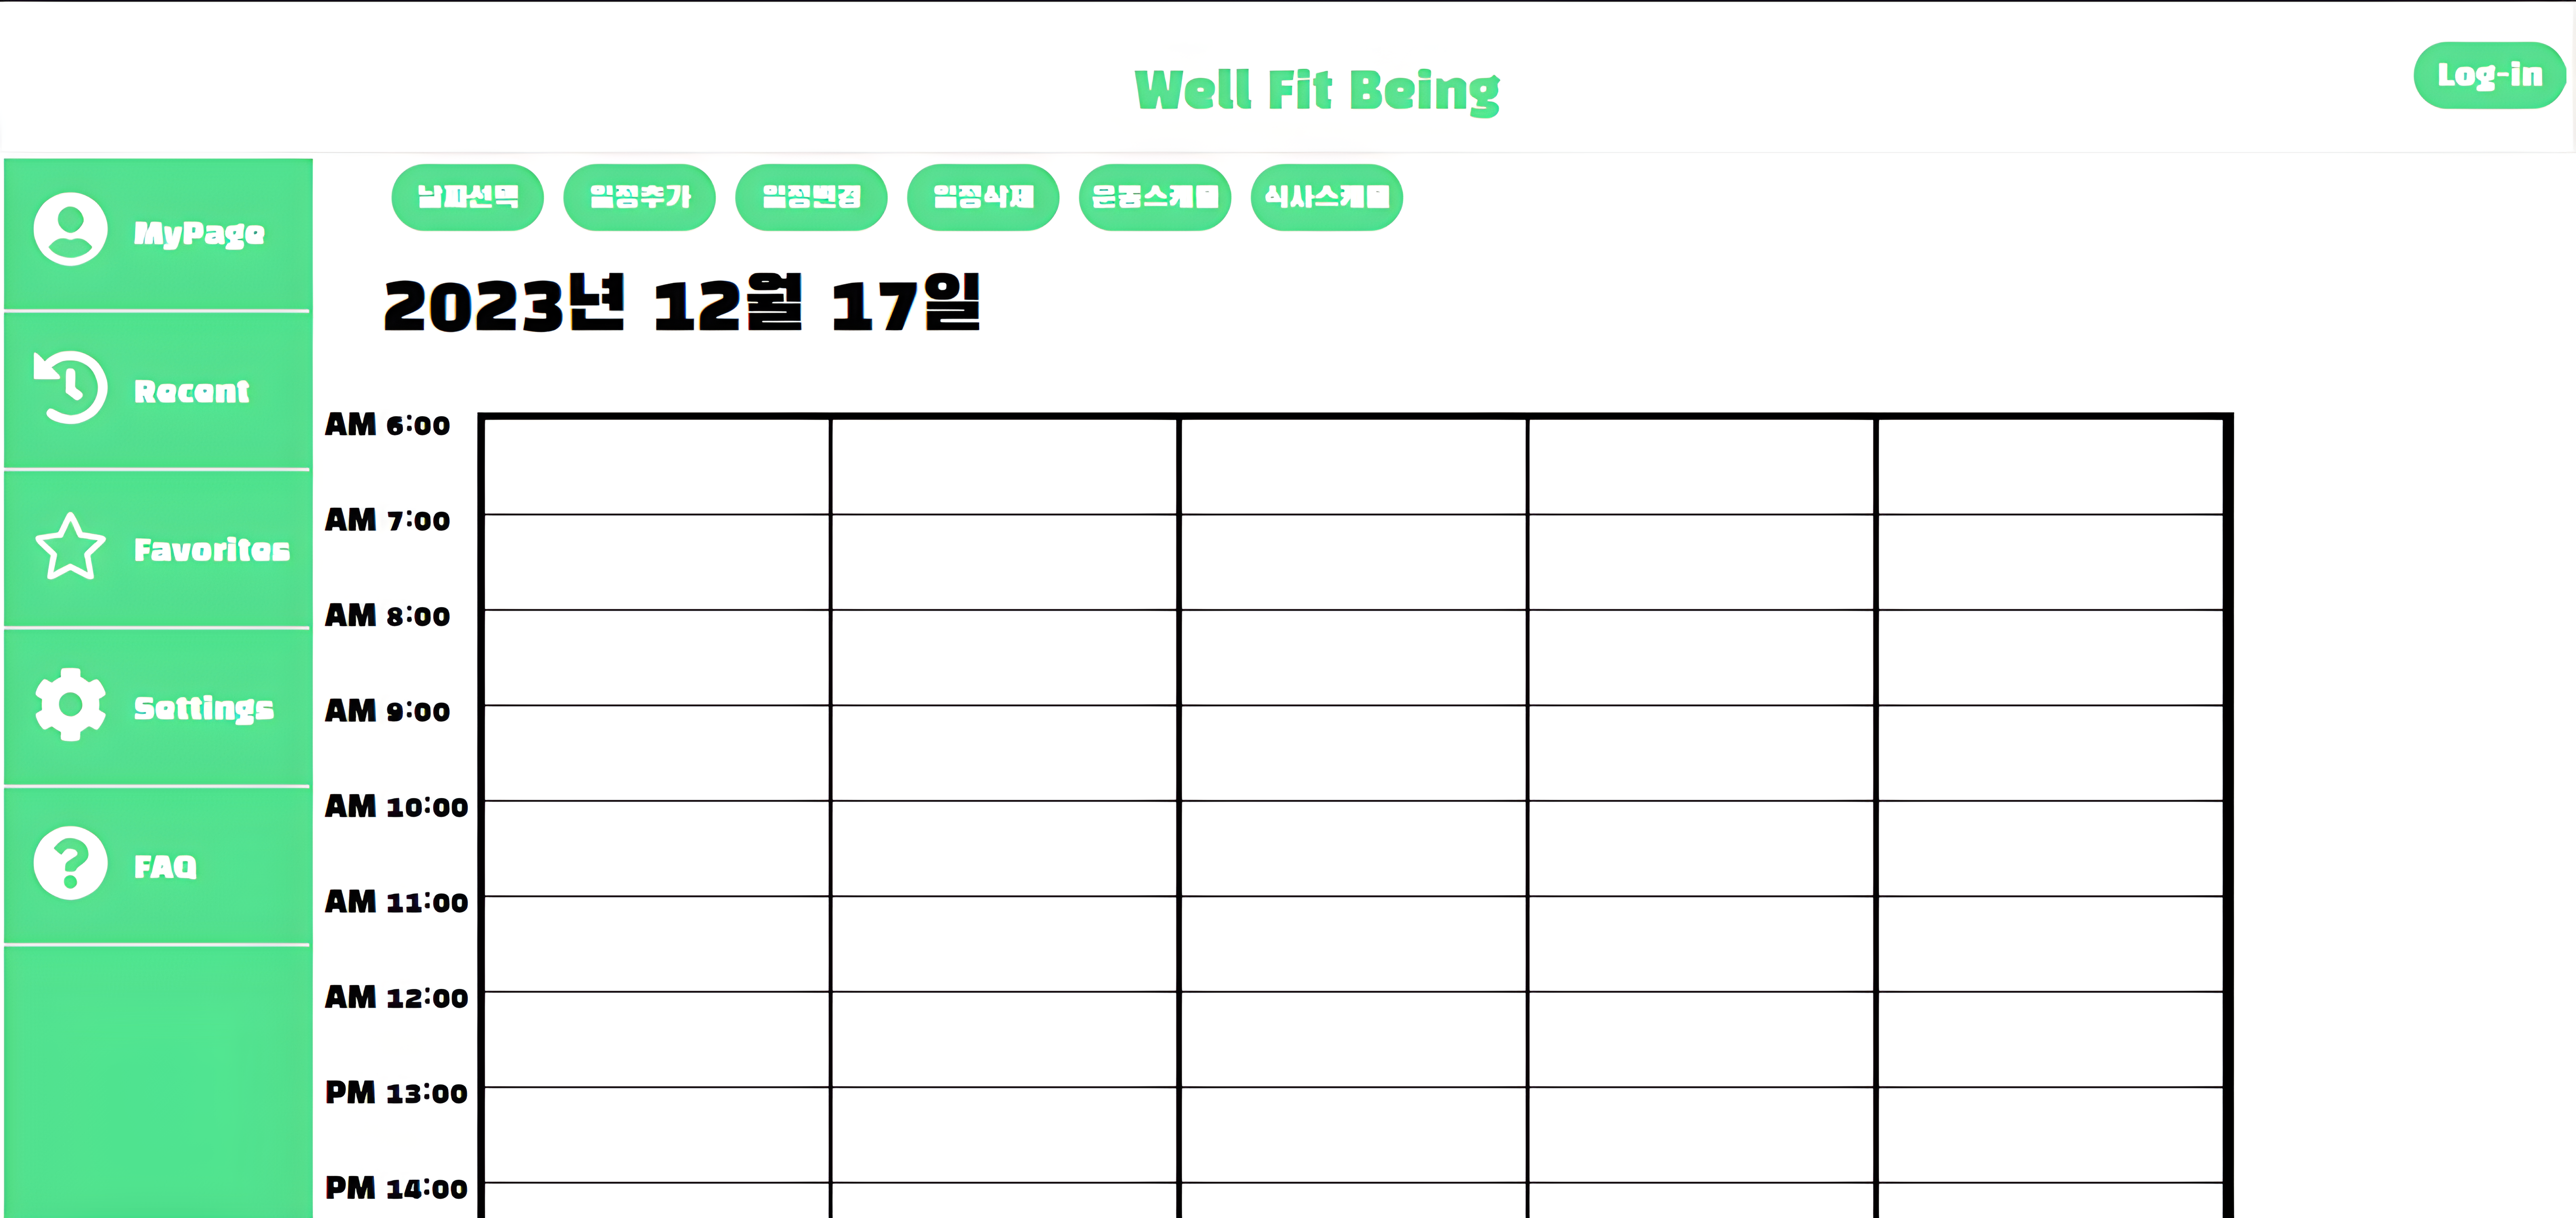 Well Fit Being
Log-in
날짜선택
일정추가
일정변경
일정삭제
운동스케줄
식사스케줄
MyPage
Recent
Favorites
Settings
FAQ
2023년 12월 17일
AM 6:00
AM 7:00
AM 8:00
AM 9:00
AM 10:00
AM 11:00
AM 12:00
PM 13:00
PM 14:00